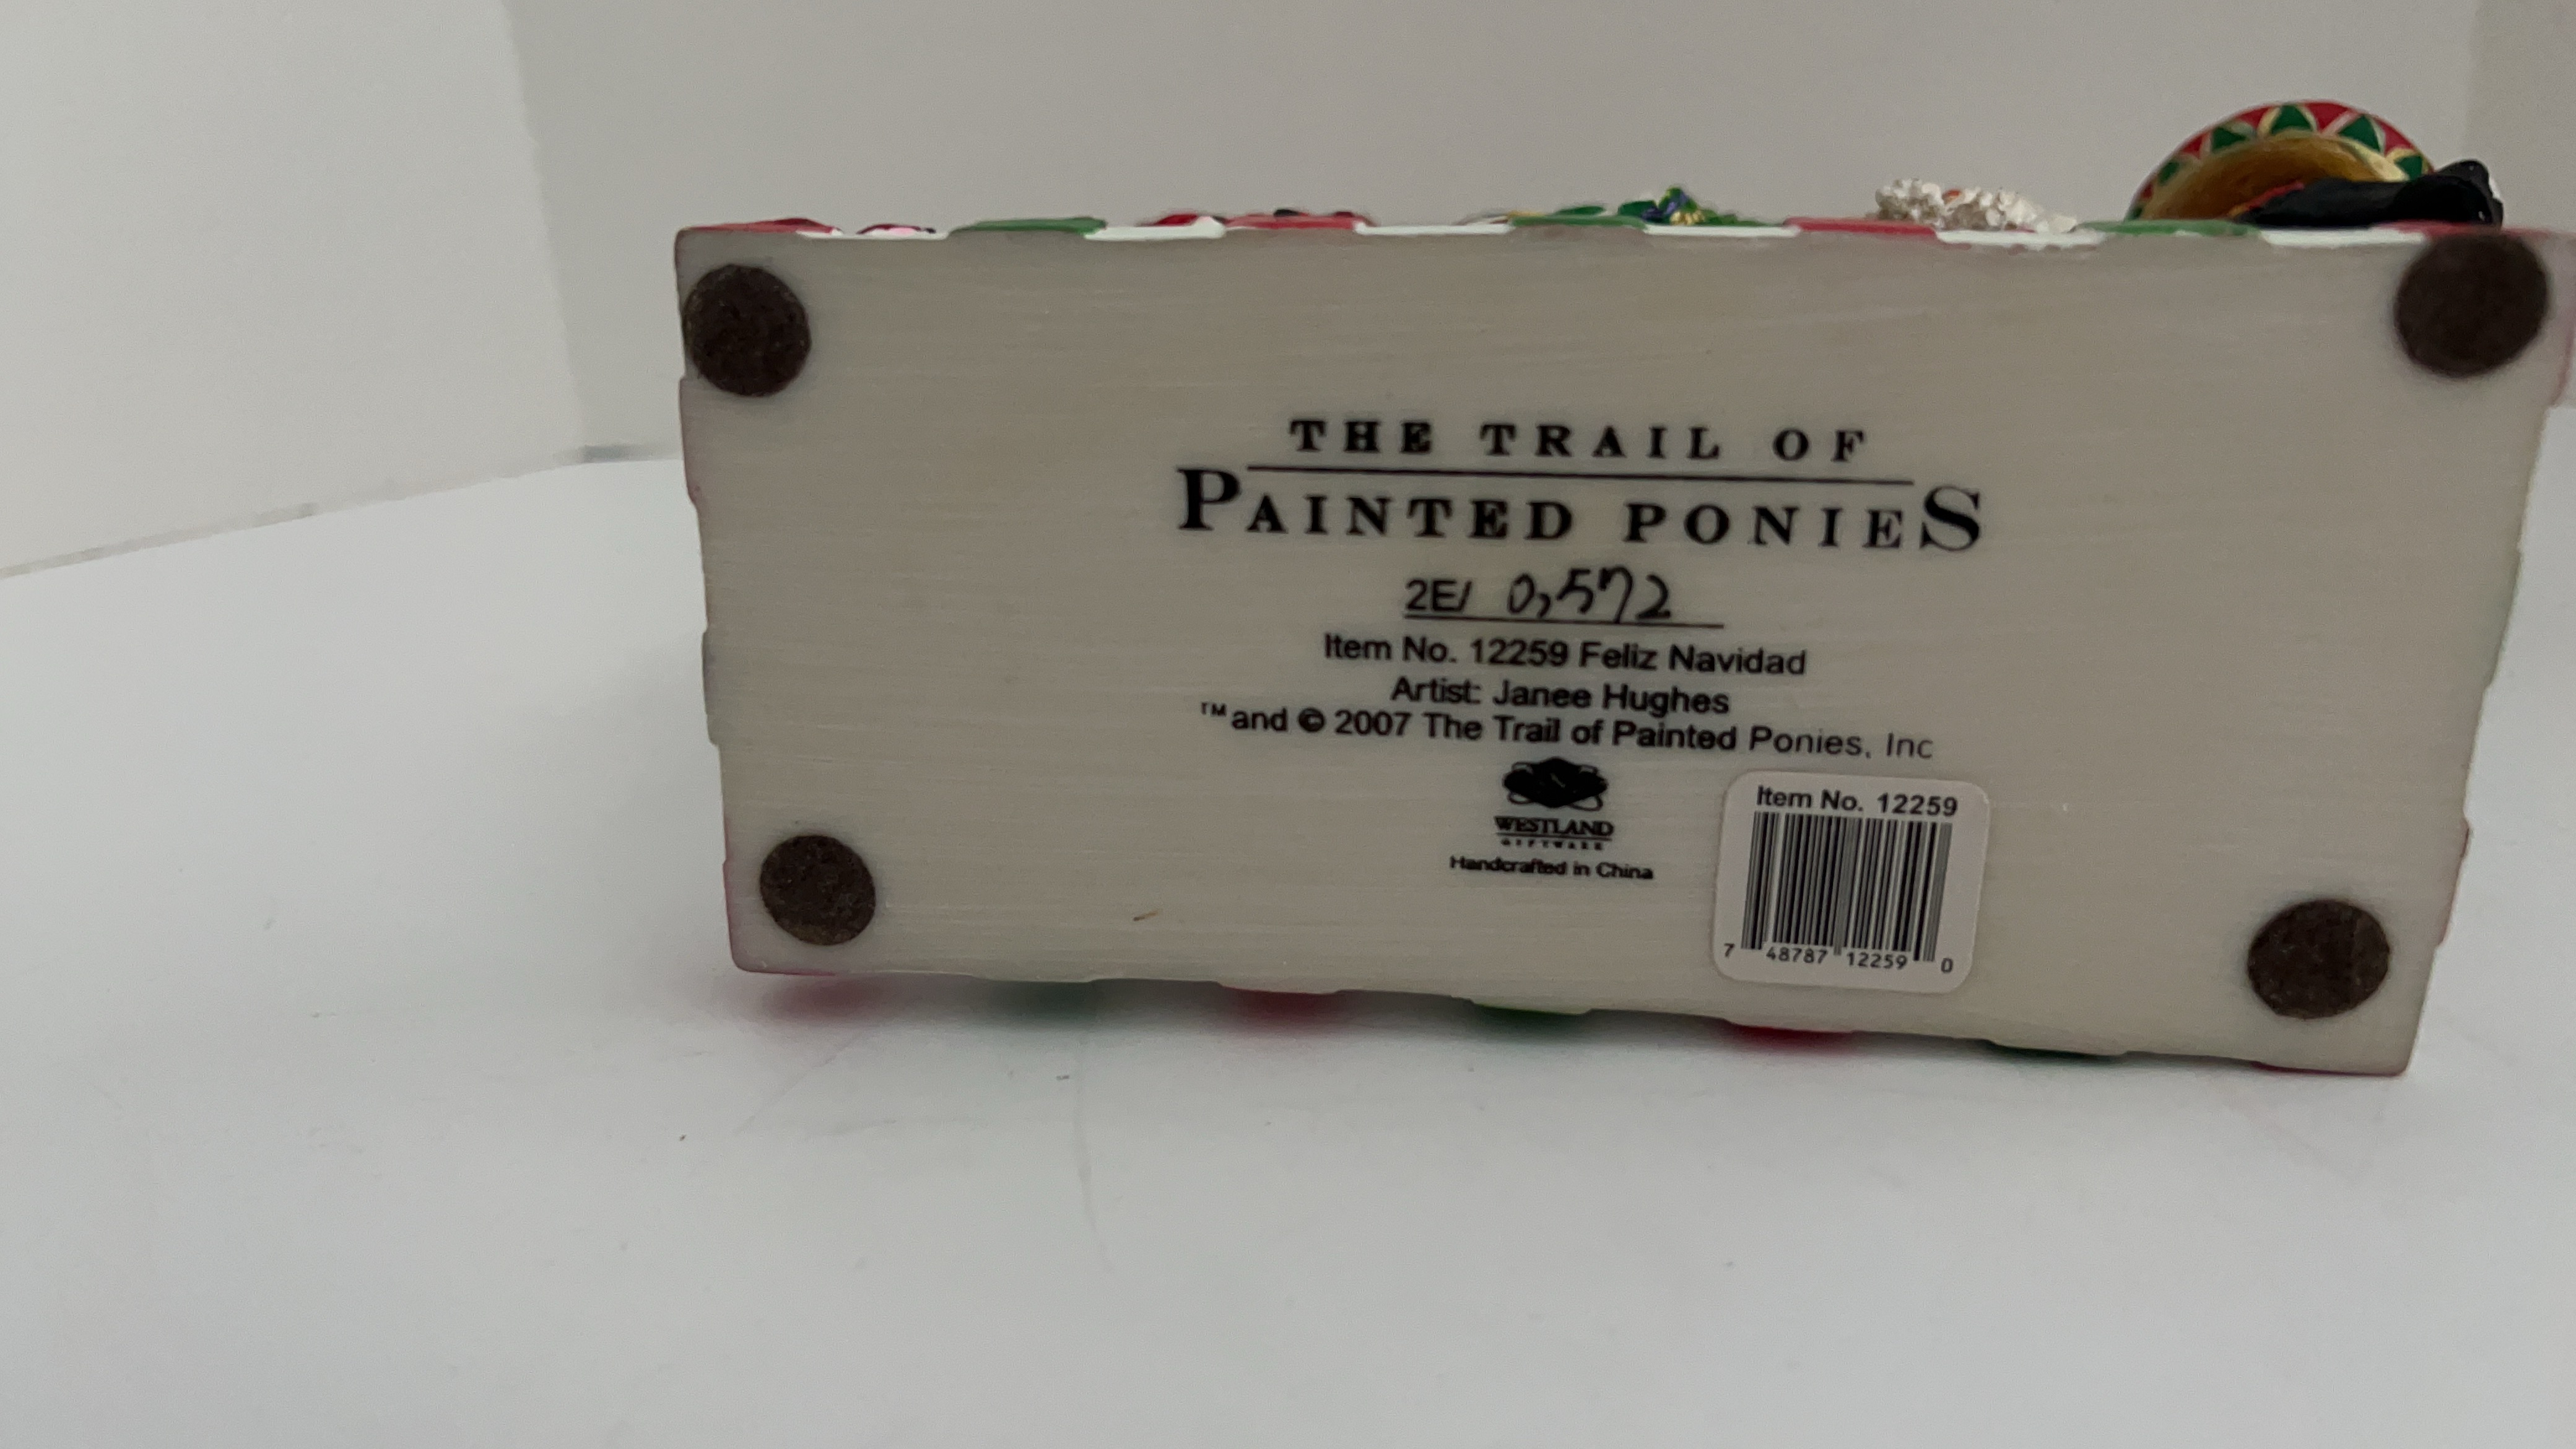 THE TRAIL OF
PAINTED PONIES
2E/ 0,572
Item No. 12259 Feliz Navidad
Artist: Janee Hughes
™ and © 2007 The Trail of Painted Ponies, Inc
WESTLAND
GIFTWARE
Handcrafted in China
Item No. 12259
7 48787 12259 0